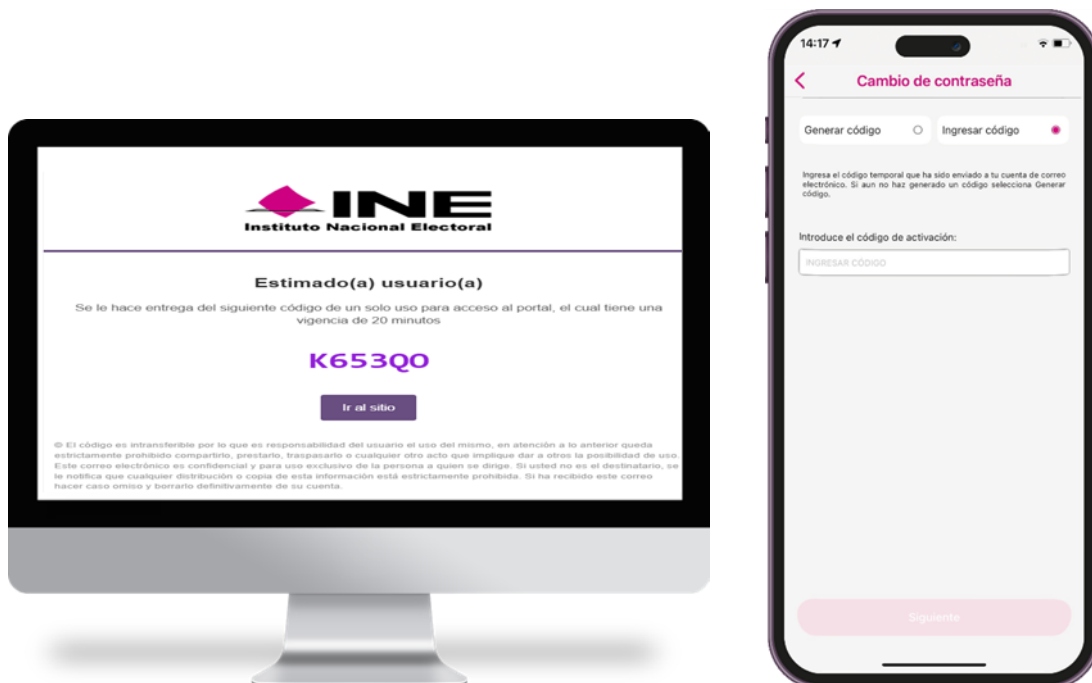 INE
Instituto Nacional Electoral
Estimado(a) usuario(a)
Se le hace entrega del siguiente código de un solo uso para acceso al portal, el cual tiene una
vigencia de 20 minutos
K653QO
Ir al sitio
© El código es intransferible por lo que es responsabilidad del usuario el uso del mismo, en atención a lo anterior queda
estrictamente prohibido compartirlo, prestarlo, traspasarlo o cualquier otro acto que implique dar a otros la posibilidad de uso.
Este correo electrónico es confidencial y para uso exclusivo de la persona a quien se dirige. Si usted no es el destinatario, se
le notifica que cualquier distribución o copia de esta información está estrictamente prohibida. Si ha recibido este correo
hacer caso omiso y borrarlo definitivamente de su cuenta.
14:17
Cambio de contraseña
Generar código
Ingresar código
Ingresa el código temporal que ha sido enviado a tu cuenta de correo
electrónico. Si aun no haz generado un código selecciona Generar
código.
Introduce el código de activación:
INGRESAR CÓDIGO
Siguiente